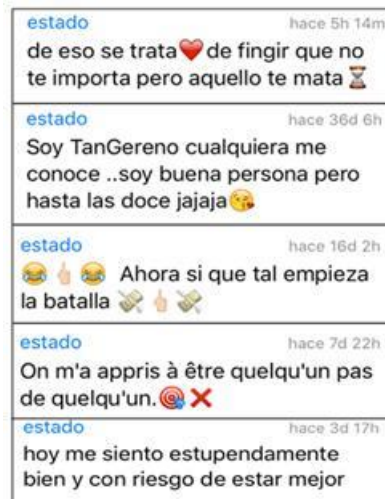 estado hace 5h 14m
de eso se trata❤️de fingir que no
te importa pero aquello te mata⏳
estado hace 36d 6h
Soy TanGereno cualquiera me
conoce ..soy buena persona pero
hasta las doce jajaja😘
estado hace 16d 2h
😂☝🏻😂 Ahora si que tal empieza
la batalla 💸☝🏻💸
estado hace 7d 22h
On m'a appris à être quelqu'un pas
de quelqu'un.🎯❌
estado hace 3d 17h
hoy me siento estupendamente
bien y con riesgo de estar mejor